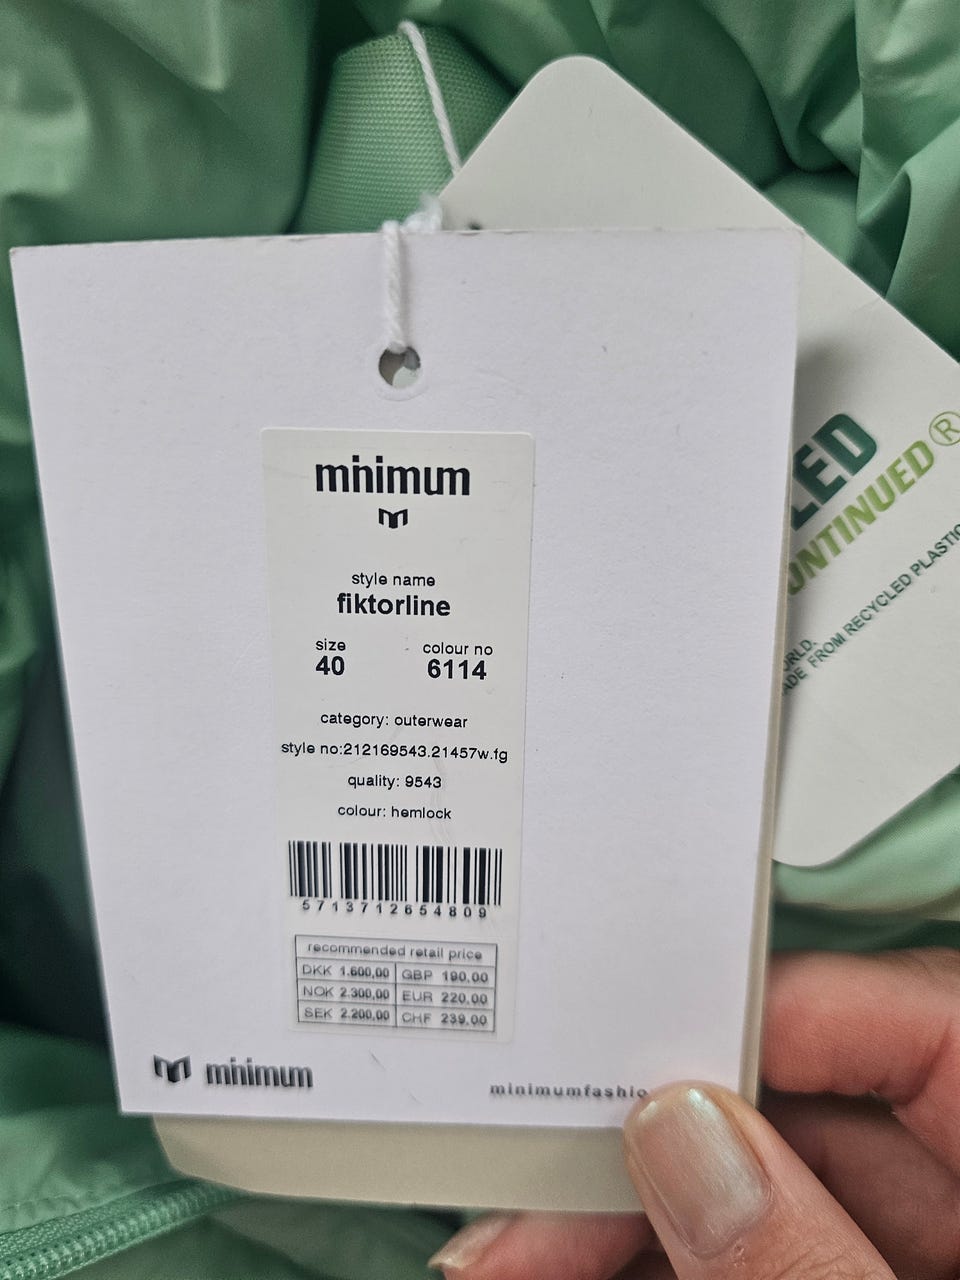 minimum
style name
fiktorline
size colour no
40 6114
category: outerwear
style no:212169543.21457w.fg
quality: 9543
colour: hemlock
5713712654809
recommended retail price
DKK 1.600,00 GBP 190.00
NOK 2.300,00 EUR 220.00
SEK 2.200,00 CHF 239.00
minimum
minimumfashio
ED
ONTINUED ®
ORLD.
ADE FROM RECYCLED PLASTIC